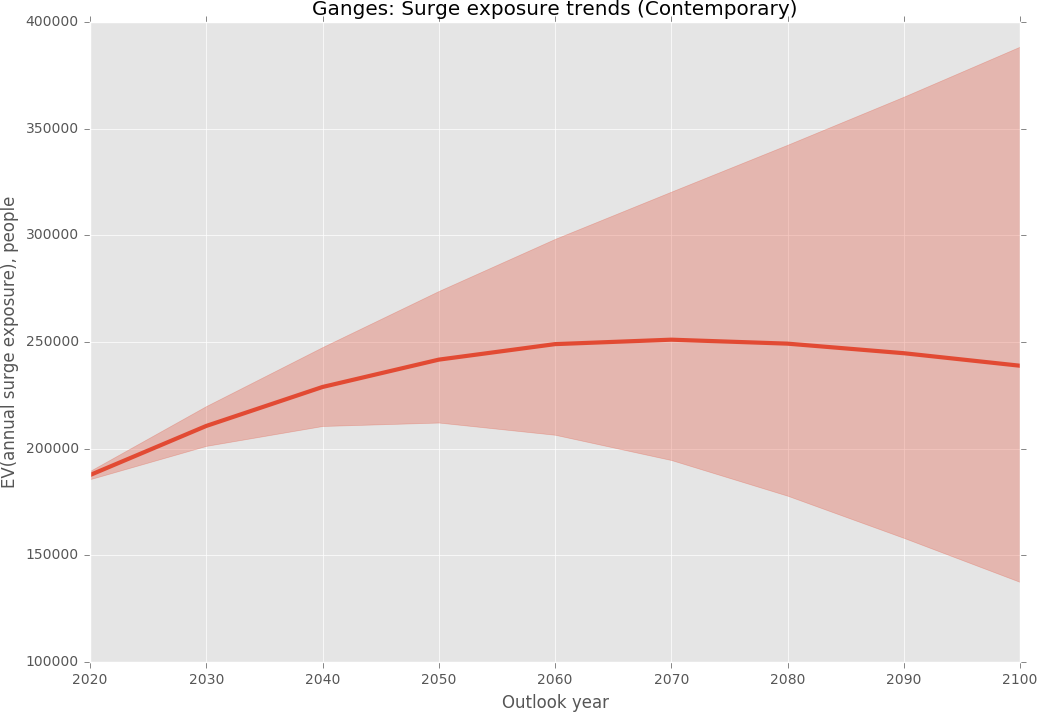 Ganges: Surge exposure trends (Contemporary)
EV(annual surge exposure), people
400000
350000
300000
250000
200000
150000
100000
2020 2030 2040 2050 2060 2070 2080 2090 2100
Outlook year